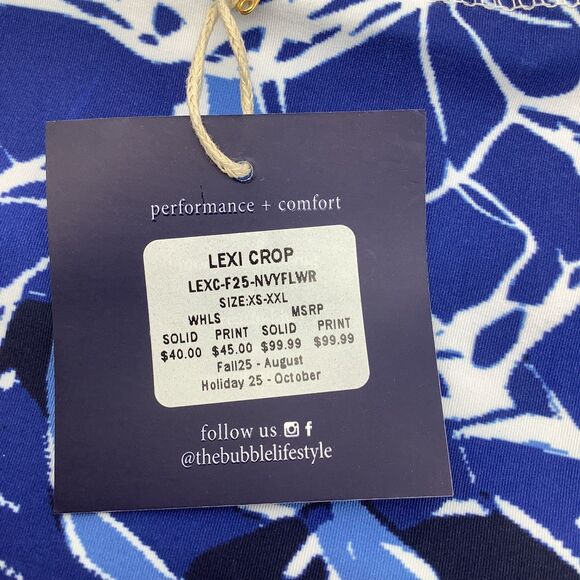 performance + comfort
LEXI CROP
LEXC-F25-NVYFLWR
SIZE:XS-XXL
WHLS MSRP
SOLID PRINT SOLID PRINT
$40.00 $45.00 $99.99 $99.99
Fall25 - August
Holiday 25 - October
follow us
@thebubblelifestyle